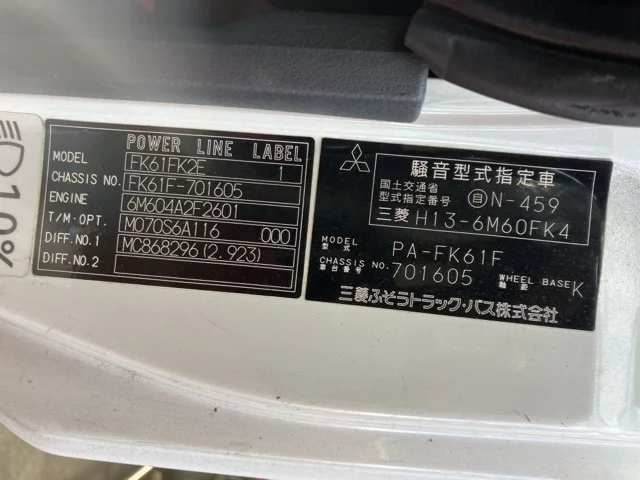 POWER LINE LABEL
MODEL FK61FK2E 1
CHASSIS NO. FK61F-701605
ENGINE 6M604A2F2601
T/M·OPT. M070S6A116 000
DIFF.NO.1 MC868296(2.923)
DIFF.NO.2
騒音型式指定車
国土交通省
型式指定番号 自N-459
三菱 H13-6M60FK4
MODEL
型式 PA-FK61F
CHASSIS NO.
車台番号 701605 WHEEL BASE
軸距 K
三菱ふそうトラック・バス株式会社
10%